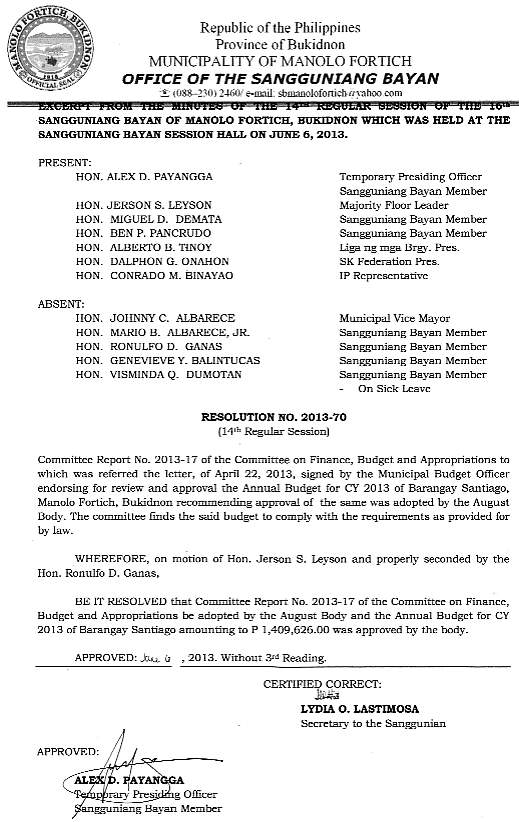 MANOLO FORTICH, BUKIDNON
1916
OFFICIAL SEAL
Republic of the Philippines
Province of Bukidnon
MUNICIPALITY OF MANOLO FORTICH
OFFICE OF THE SANGGUNIANG BAYAN
(088-230) 2460/ e-mail: sbmanolofortich@yahoo.com
EXCERPT FROM THE MINUTES OF THE 14TH REGULAR SESSION OF THE 16th
SANGGUNIANG BAYAN OF MANOLO FORTICH, BUKIDNON WHICH WAS HELD AT THE
SANGGUNIANG BAYAN SESSION HALL ON JUNE 6, 2013.
PRESENT:
HON. ALEX D. PAYANGGA Temporary Presiding Officer
Sangguniang Bayan Member
HON. JERSON S. LEYSON Majority Floor Leader
HON. MIGUEL D. DEMATA Sangguniang Bayan Member
HON. BEN P. PANCRUDO Sangguniang Bayan Member
HON. ALBERTO B. TINOY Liga ng mga Brgy. Pres.
HON. DALPHON G. ONAHON SK Federation Pres.
HON. CONRADO M. BINAYAO IP Representative
ABSENT:
HON. JOHNNY C. ALBARECE Municipal Vice Mayor
HON. MARIO B. ALBARECE, JR. Sangguniang Bayan Member
HON. RONULFO D. GANAS Sangguniang Bayan Member
HON. GENEVIEVE Y. BALINTUCAS Sangguniang Bayan Member
HON. VISMINDA Q. DUMOTAN Sangguniang Bayan Member
- On Sick Leave
RESOLUTION NO. 2013-70
(14th Regular Session)
Committee Report No. 2013-17 of the Committee on Finance, Budget and Appropriations to
which was referred the letter, of April 22, 2013, signed by the Municipal Budget Officer
endorsing for review and approval the Annual Budget for CY 2013 of Barangay Santiago,
Manolo Fortich, Bukidnon recommending approval of the same was adopted by the August
Body. The committee finds the said budget to comply with the requirements as provided for
by law.
WHEREFORE, on motion of Hon. Jerson S. Leyson and properly seconded by the
Hon. Ronulfo D. Ganas,
BE IT RESOLVED that Committee Report No. 2013-17 of the Committee on Finance,
Budget and Appropriations be adopted by the August Body and the Annual Budget for CY
2013 of Barangay Santiago amounting to P 1,409,626.00 was approved by the body.
APPROVED: June 6, 2013. Without 3rd Reading.
CERTIFIED CORRECT:
LYDIA O. LASTIMOSA
Secretary to the Sanggunian
APPROVED:
ALEX D. PAYANGGA
Temporary Presiding Officer
Sangguniang Bayan Member